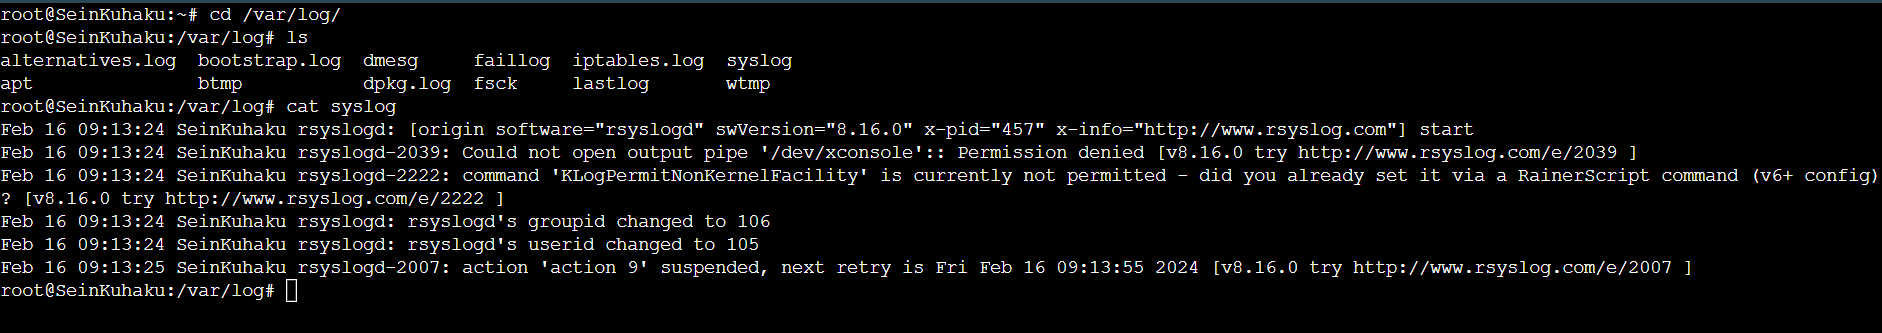 root@SeinKuhaku:~# cd /var/log/
root@SeinKuhaku:/var/log# ls
alternatives.log  bootstrap.log  dmesg     faillog  iptables.log  syslog
apt               btmp           dpkg.log  fsck     lastlog       wtmp
root@SeinKuhaku:/var/log# cat syslog
Feb 16 09:13:24 SeinKuhaku rsyslogd: [origin software="rsyslogd" swVersion="8.16.0" x-pid="457" x-info="http://www.rsyslog.com"] start
Feb 16 09:13:24 SeinKuhaku rsyslogd-2039: Could not open output pipe '/dev/xconsole':: Permission denied [v8.16.0 try http://www.rsyslog.com/e/2039 ]
Feb 16 09:13:24 SeinKuhaku rsyslogd-2222: command 'KLogPermitNonKernelFacility' is currently not permitted - did you already set it via a RainerScript command (v6+ config)
? [v8.16.0 try http://www.rsyslog.com/e/2222 ]
Feb 16 09:13:24 SeinKuhaku rsyslogd: rsyslogd's groupid changed to 106
Feb 16 09:13:24 SeinKuhaku rsyslogd: rsyslogd's userid changed to 105
Feb 16 09:13:25 SeinKuhaku rsyslogd-2007: action 'action 9' suspended, next retry is Fri Feb 16 09:13:55 2024 [v8.16.0 try http://www.rsyslog.com/e/2007 ]
root@SeinKuhaku:/var/log#